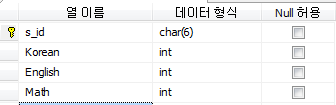 열 이름 데이터 형식 Null 허용
s_id char(6)
Korean int
English int
Math int